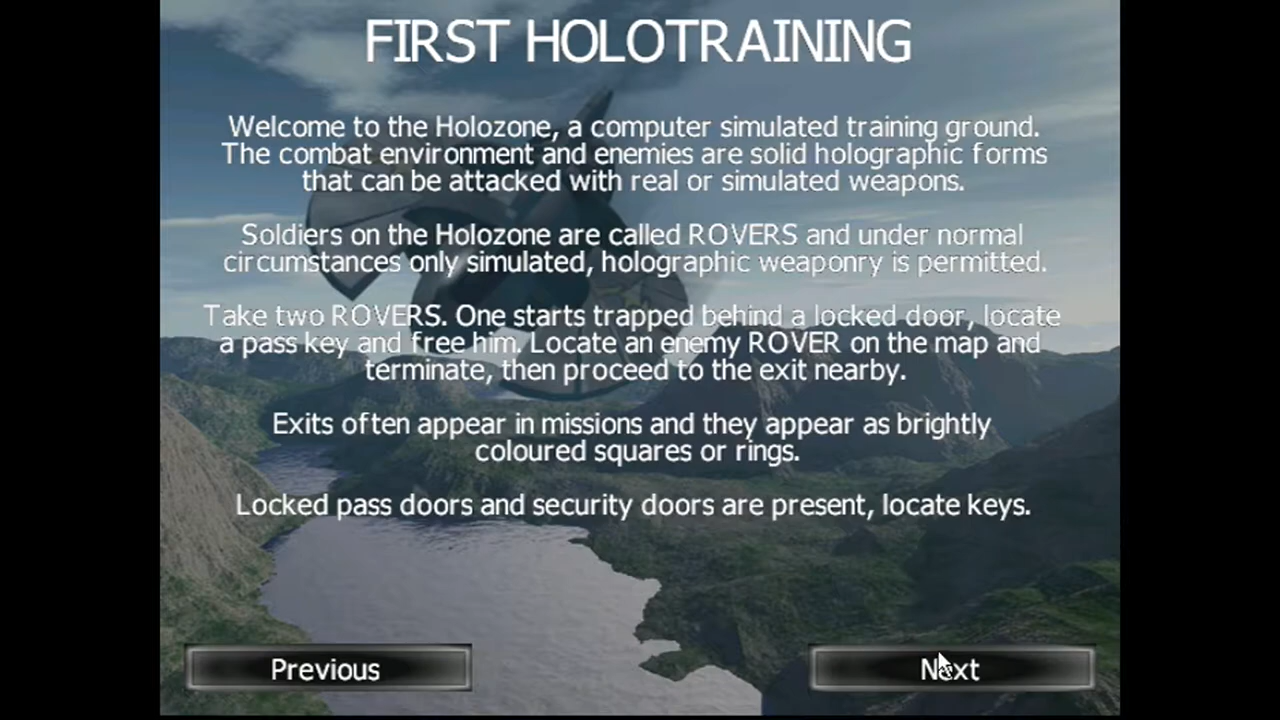 FIRST HOLOTRAINING
Welcome to the Holozone, a computer simulated training ground.
The combat environment and enemies are solid holographic forms
that can be attacked with real or simulated weapons.
Soldiers on the Holozone are called ROVERS and under normal
circumstances only simulated, holographic weaponry is permitted.
Take two ROVERS. One starts trapped behind a locked door, locate
a pass key and free him. Locate an enemy ROVER on the map and
terminate, then proceed to the exit nearby.
Exits often appear in missions and they appear as brightly
coloured squares or rings.
Locked pass doors and security doors are present, locate keys.
Previous
Next